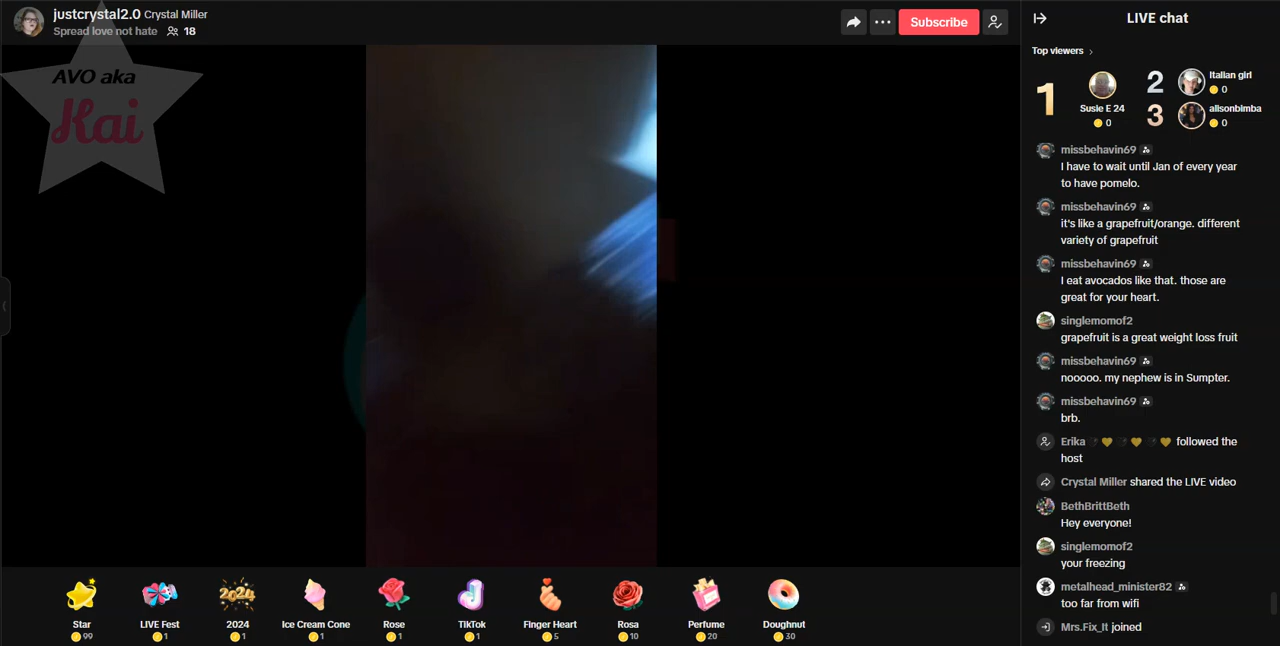 justcrystal2.0 Crystal Miller
Spread love not hate 18
Subscribe
AVO aka
Kai
LIVE chat
Top viewers
1
Susie E 24
0
2
Italian girl
0
3
alisonbimba
0
missbehavin69
I have to wait until Jan of every year
to have pomelo.
missbehavin69
it's like a grapefruit/orange. different
variety of grapefruit
missbehavin69
I eat avocados like that. those are
great for your heart.
singlemomof2
grapefruit is a great weight loss fruit
missbehavin69
nooooo. my nephew is in Sumpter.
missbehavin69
brb.
Erika followed the
host
Crystal Miller shared the LIVE video
BethBrittBeth
Hey everyone!
singlemomof2
your freezing
metalhead_minister82
too far from wifi
Mrs.Fix_It joined
2024
Star
99
LIVE Fest
1
2024
1
Ice Cream Cone
1
Rose
1
TikTok
1
Finger Heart
5
Rosa
10
Perfume
20
Doughnut
30